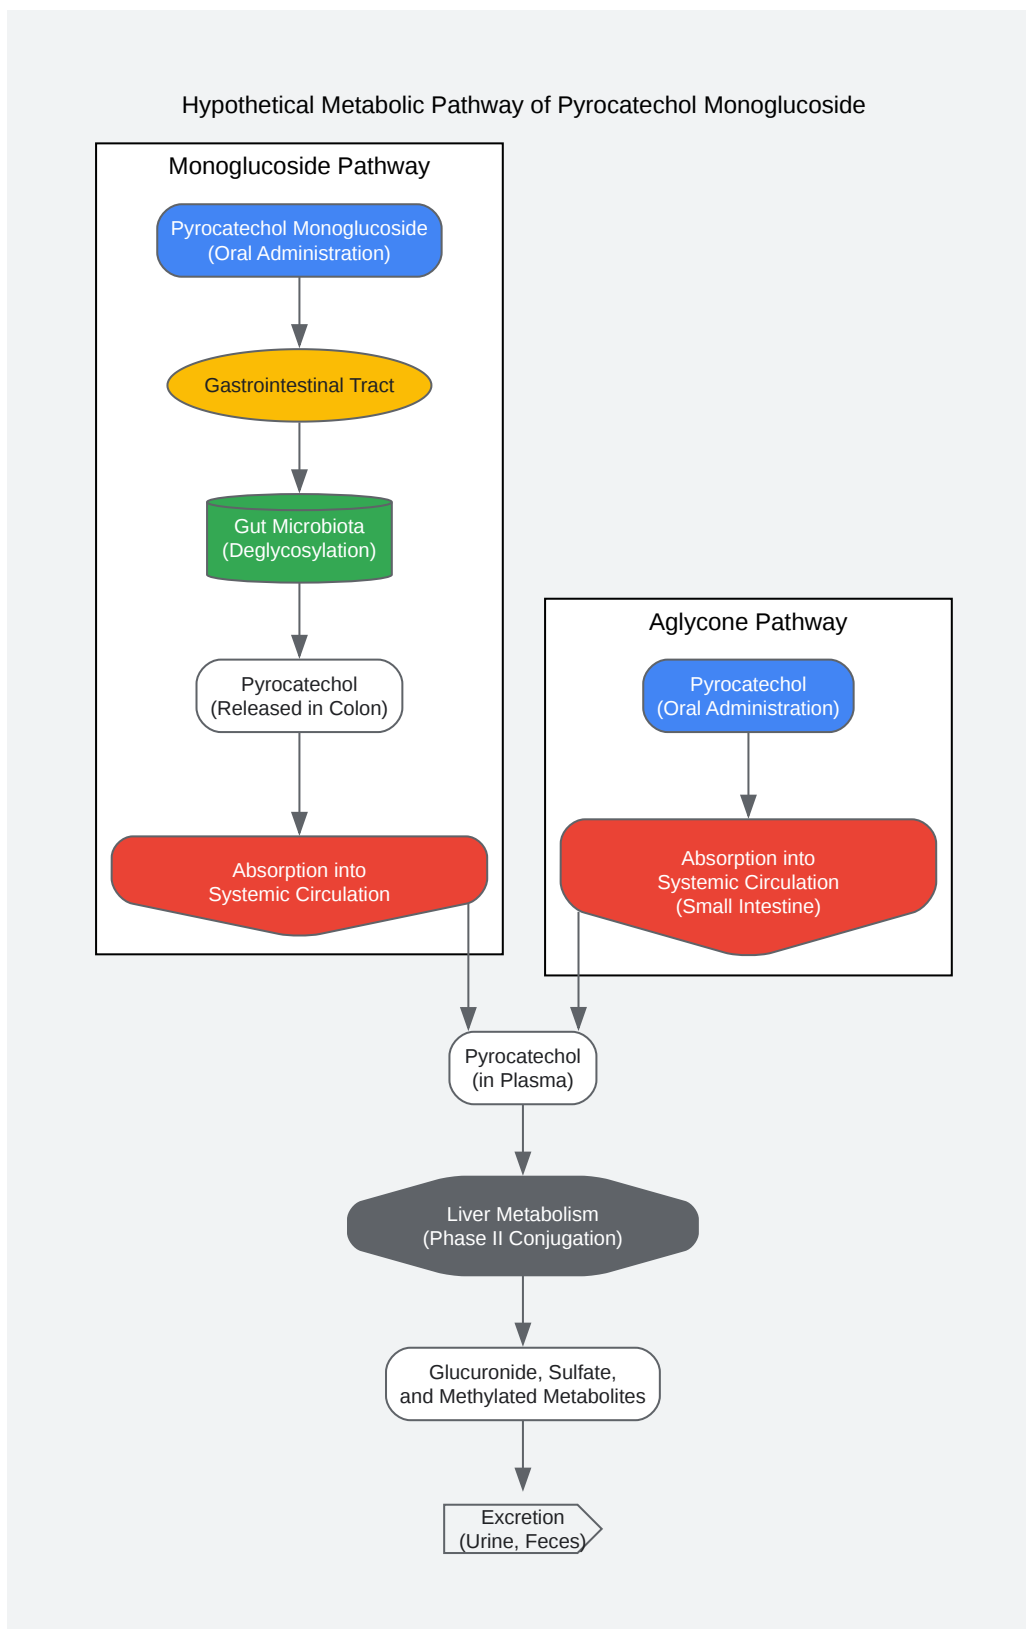 Hypothetical Metabolic Pathway of Pyrocatechol Monoglucoside
Monoglucoside Pathway
Pyrocatechol Monoglucoside
(Oral Administration)
Gastrointestinal Tract
Gut Microbiota
(Deglycosylation)
Pyrocatechol
(Released in Colon)
Absorption into
Systemic Circulation
Aglycone Pathway
Pyrocatechol
(Oral Administration)
Absorption into
Systemic Circulation
(Small Intestine)
Pyrocatechol
(in Plasma)
Liver Metabolism
(Phase II Conjugation)
Glucuronide, Sulfate,
and Methylated Metabolites
Excretion
(Urine, Feces)